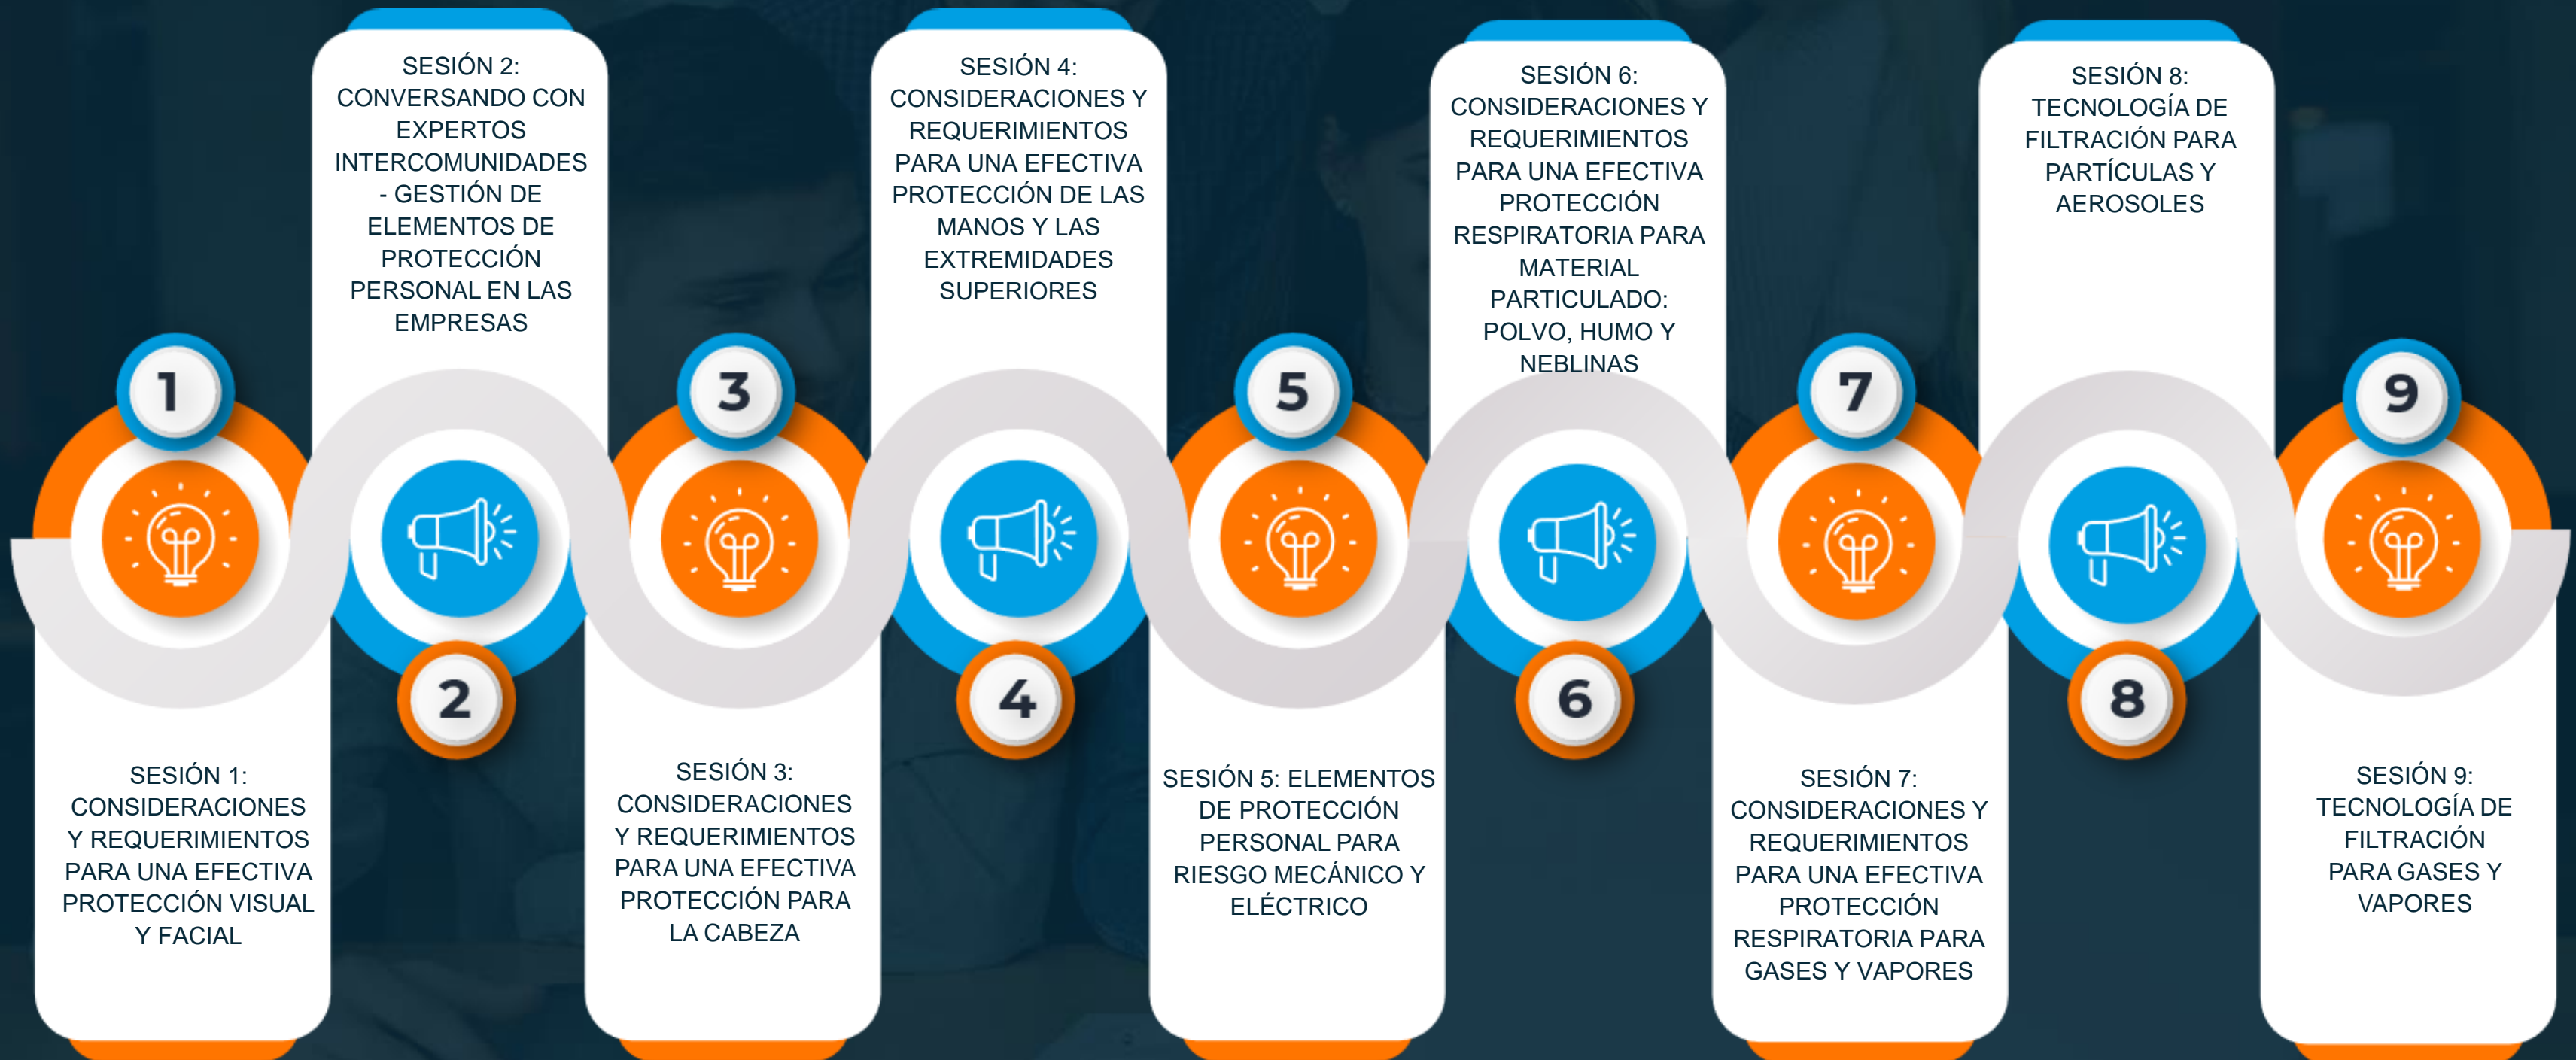 SESIÓN 2:
CONVERSANDO CON
EXPERTOS
INTERCOMUNIDADES
- GESTIÓN DE
ELEMENTOS DE
PROTECCIÓN
PERSONAL EN LAS
EMPRESAS
SESIÓN 4:
CONSIDERACIONES Y
REQUERIMIENTOS
PARA UNA EFECTIVA
PROTECCIÓN DE LAS
MANOS Y LAS
EXTREMIDADES
SUPERIORES
SESIÓN 6:
CONSIDERACIONES Y
REQUERIMIENTOS
PARA UNA EFECTIVA
PROTECCIÓN
RESPIRATORIA PARA
MATERIAL
PARTICULADO:
POLVO, HUMO Y
NEBLINAS
SESIÓN 8:
TECNOLOGÍA DE
FILTRACIÓN PARA
PARTÍCULAS Y
AEROSOLES
1
3
5
7
9
2
4
6
8
SESIÓN 1:
CONSIDERACIONES
Y REQUERIMIENTOS
PARA UNA EFECTIVA
PROTECCIÓN VISUAL
Y FACIAL
SESIÓN 3:
CONSIDERACIONES
Y REQUERIMIENTOS
PARA UNA EFECTIVA
PROTECCIÓN PARA
LA CABEZA
SESIÓN 5: ELEMENTOS
DE PROTECCIÓN
PERSONAL PARA
RIESGO MECÁNICO Y
ELÉCTRICO
SESIÓN 7:
CONSIDERACIONES Y
REQUERIMIENTOS
PARA UNA EFECTIVA
PROTECCIÓN
RESPIRATORIA PARA
GASES Y VAPORES
SESIÓN 9:
TECNOLOGÍA DE
FILTRACIÓN
PARA GASES Y
VAPORES